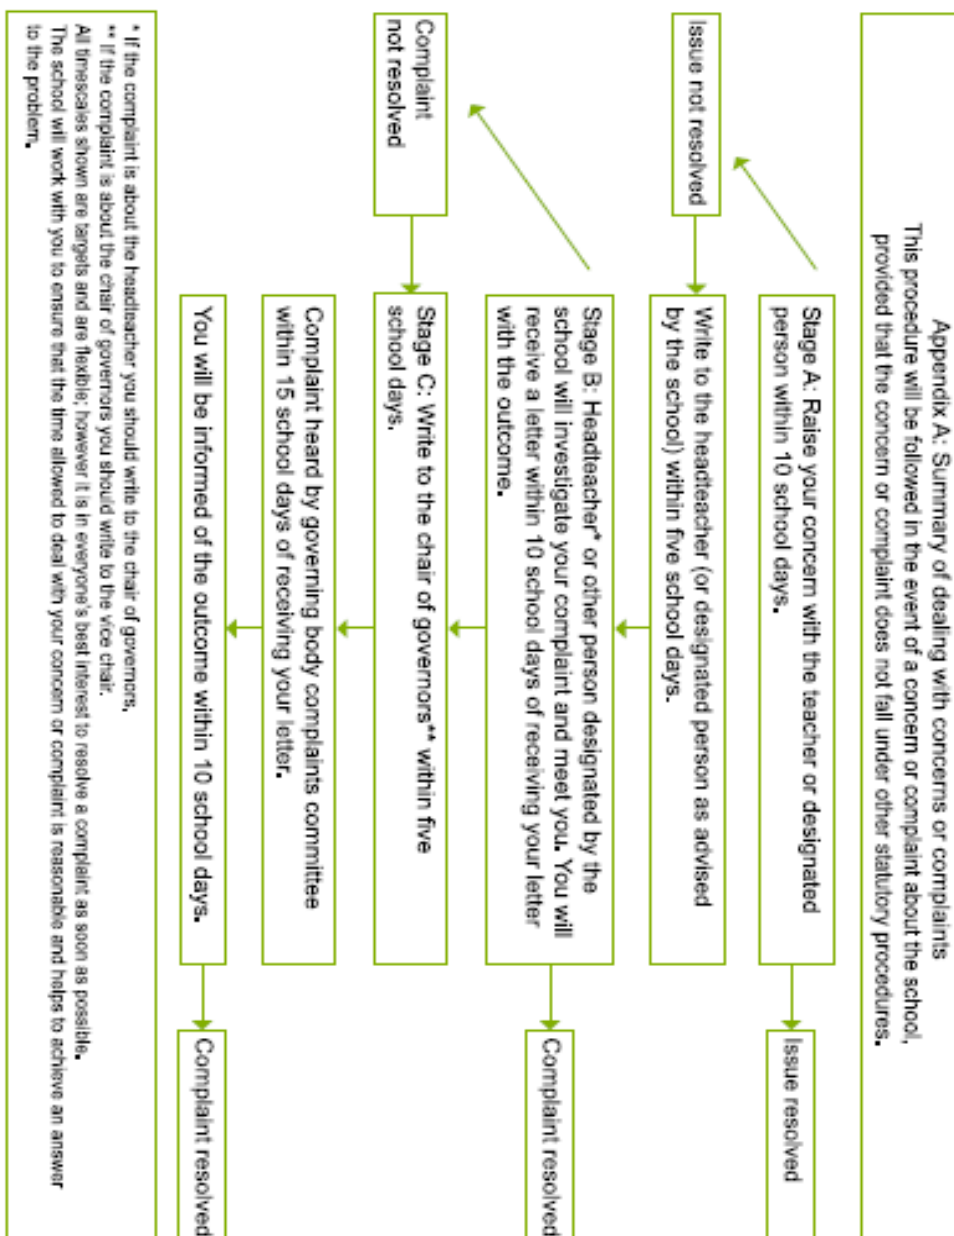 Appendix A: Summary of dealing with concerns or complaints
This procedure will be followed in the event of a concern or complaint about the school,
provided that the concern or complaint does not fall under other statutory procedures.
Stage A: Raise your concern with the teacher or designated
person within 10 school days.
Issue resolved
Issue not resolved
Write to the headteacher (or designated person as advised
by the school) within five school days.
Stage B: Headteacher* or other person designated by the
school will investigate your complaint and meet you. You will
receive a letter within 10 school days of receiving your letter
with the outcome.
Complaint resolved
Complaint
not resolved
Stage C: Write to the chair of governors** within five
school days.
Complaint heard by governing body complaints committee
within 15 school days of receiving your letter.
You will be informed of the outcome within 10 school days.
Complaint resolved
* If the complaint is about the headteacher you should write to the chair of governors.
** If the complaint is about the chair of governors you should write to the vice chair.
All timescales shown are targets and are flexible; however it is in everyone's best interest to resolve a complaint as soon as possible.
The school will work with you to ensure that the time allowed to deal with your concern or complaint is reasonable and helps to achieve an answer
to the problem.